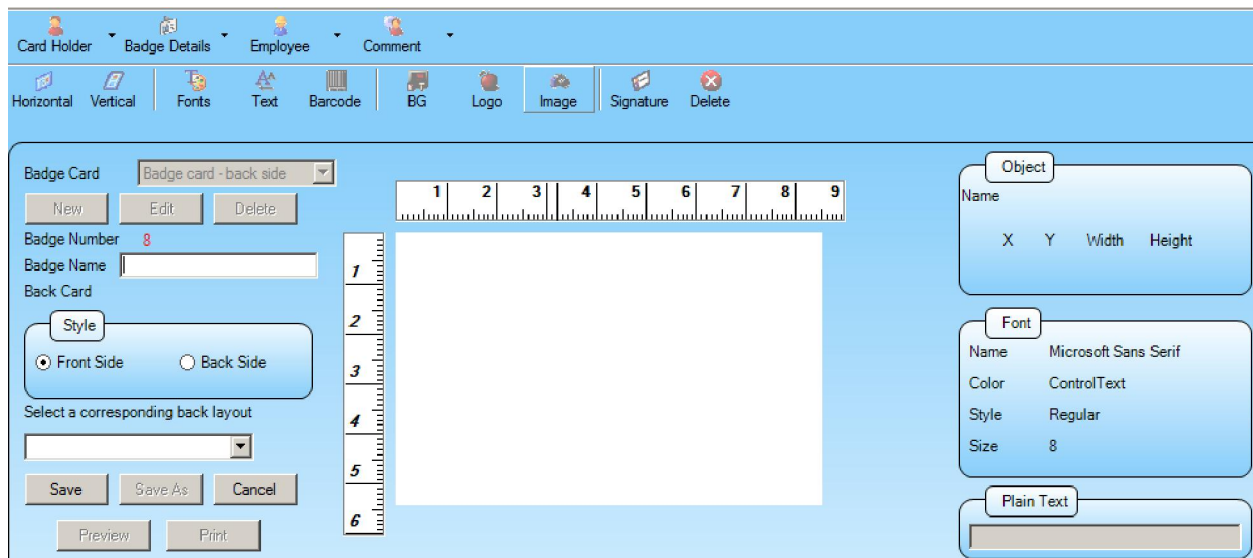 Card Holder Badge Details Employee Comment
Horizontal Vertical Fonts Text Barcode BG Logo Image Signature Delete
Badge Card Badge card - back side
New Edit Delete
Badge Number 8
Badge Name
Back Card
Style
Front Side Back Side
Select a corresponding back layout
Save Save As Cancel
Preview Print
1 2 3 4 5 6 7 8 9
1
2
3
4
5
6
Object
Name
X Y Width Height
Font
Name Microsoft Sans Serif
Color ControlText
Style Regular
Size 8
Plain Text